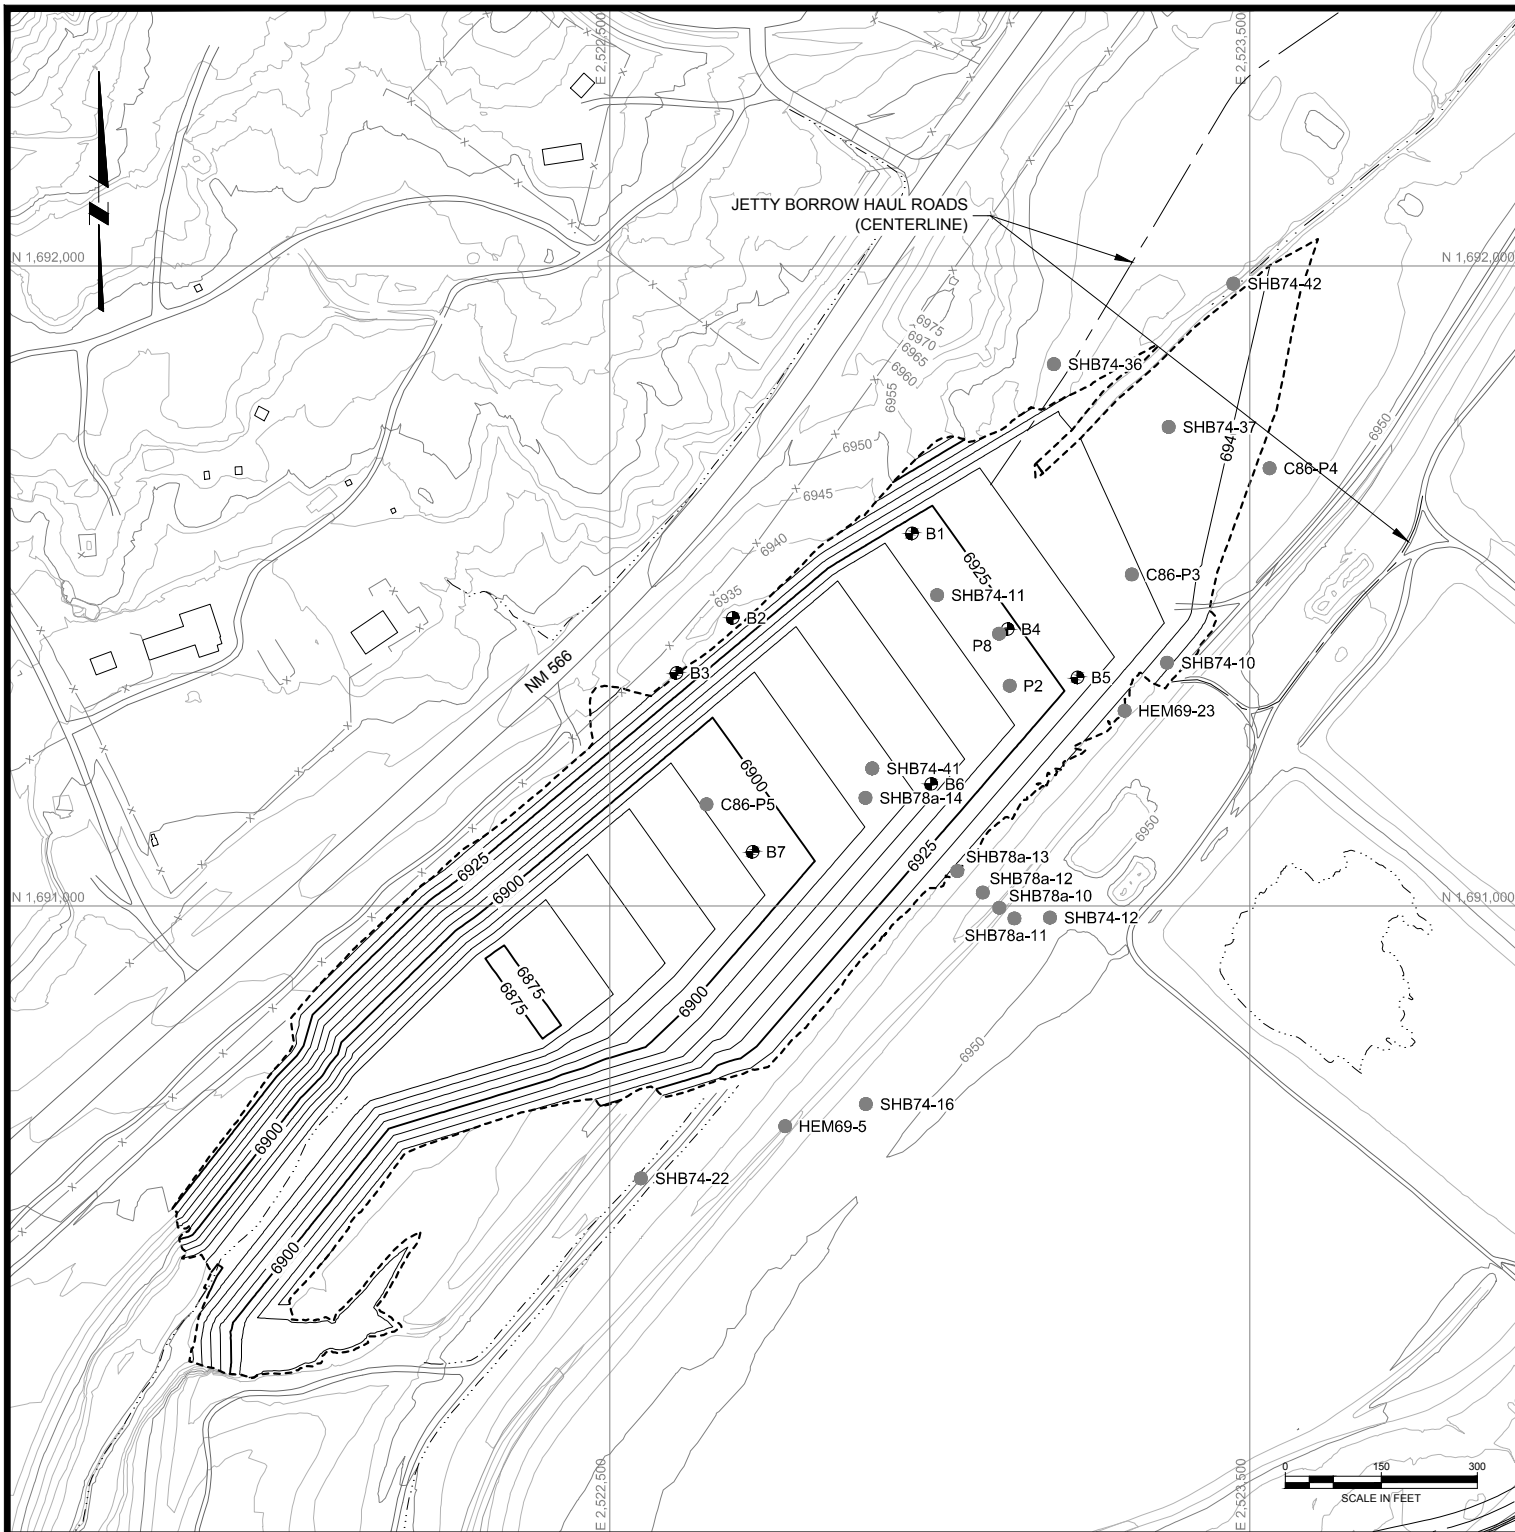 E 2,522,500
E 2,523,500
JETTY BORROW HAUL ROADS
(CENTERLINE)
N 1,692,000
N 1,692,000
SHB74-42
6975
6970
6965
6960
6955
SHB74-36
6950
SHB74-37
694
6950
C86-P4
6945
6940
B1
6925
C86-P3
SHB74-11
6935
B2
B4
P8
SHB74-10
NM 566
B3
B5
P2
HEM69-23
6900
SHB74-41
B6
SHB78a-14
C86-P5
6950
B7
6925
6925
SHB78a-13
SHB78a-12
6900
SHB78a-10
N 1,691,000
N 1,691,000
SHB74-12
SHB78a-11
6875
6875
6900
6950
SHB74-16
HEM69-5
6900
SHB74-22
6900
E 2,522,500
E 2,523,500
0 150 300
SCALE IN FEET